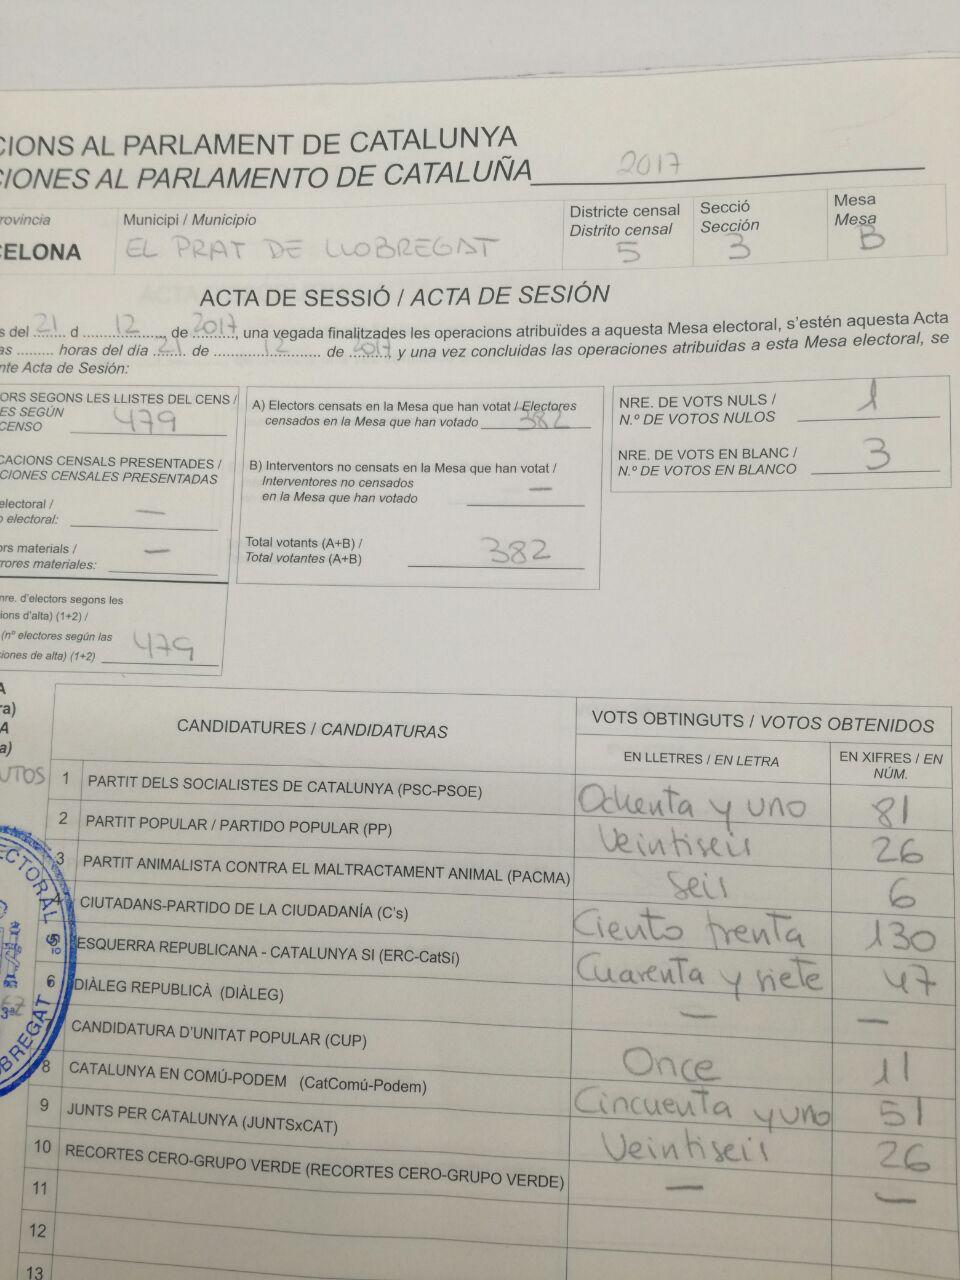 CIONS AL PARLAMENT DE CATALUNYA
CIONES AL PARLAMENTO DE CATALUÑA 2017
rovincia
CELONA
Municipi / Municipio
EL PRAT DE LLOBREGAT
Districte censal
Distrito censal
5
Secció
Sección
3
Mesa
Mesa
B
ACTA DE SESSIÓ / ACTA DE SESIÓN
s del 21 d 12 de 2017, una vegada finalitzades les operacions atribuïdes a aquesta Mesa electoral, s'estén aquesta Acta
as ......... horas del día 21 de 12 de 2017 y una vez concluidas las operaciones atribuidas a esta Mesa electoral, se
nte Acta de Sesión:
ORS SEGONS LES LLISTES DEL CENS /
ES SEGÚN
CENSO 479
CACIONS CENSALS PRESENTADES /
CIONES CENSALES PRESENTADAS
electoral /
o electoral: —
ors materials /
rrores materiales: —
nre. d'electors segons les
ions d'alta) (1+2) /
(nº electores según las
ciones de alta) (1+2) 479
A) Electors censats en la Mesa que han votat / Electores
censados en la Mesa que han votado 382
B) Interventors no censats en la Mesa que han votat /
Interventores no censados
en la Mesa que han votado —
Total votants (A+B) /
Total votantes (A+B) 382
NRE. DE VOTS NULS /
N.º DE VOTOS NULOS 1
NRE. DE VOTS EN BLANC /
N.º DE VOTOS EN BLANCO 3
A
ra)
A
a)
UTOS
CANDIDATURES / CANDIDATURAS
VOTS OBTINGUTS / VOTOS OBTENIDOS
EN LLETRES / EN LETRA
EN XIFRES / EN
NÚM.
1 PARTIT DELS SOCIALISTES DE CATALUNYA (PSC-PSOE) Ochenta y uno 81
2 PARTIT POPULAR / PARTIDO POPULAR (PP) Veintiseis 26
3 PARTIT ANIMALISTA CONTRA EL MALTRACTAMENT ANIMAL (PACMA) Seis 6
4 CIUTADANS-PARTIDO DE LA CIUDADANÍA (C's) Ciento trenta 130
5 ESQUERRA REPUBLICANA - CATALUNYA SI (ERC-CatSí) Cuarenta y siete 47
6 DIÀLEG REPUBLICÀ (DIÀLEG) — —
7 CANDIDATURA D'UNITAT POPULAR (CUP) Once 11
8 CATALUNYA EN COMÚ-PODEM (CatComú-Podem) Cincuenta y uno 51
9 JUNTS PER CATALUNYA (JUNTSxCAT) Veintiseis 26
10 RECORTES CERO-GRUPO VERDE (RECORTES CERO-GRUPO VERDE) — —
11
12
13
ECTORAL
5º
3ª
OBREGAT